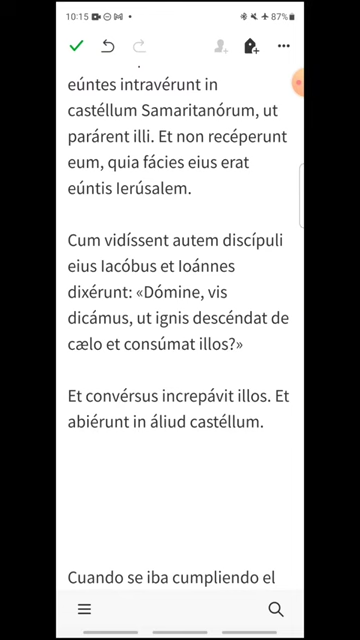 10:15
87%
eúntes intravérunt in
castéllum Samaritanórum, ut
parárent illi. Et non recéperunt
eum, quia fácies eius erat
eúntis Ierúsalem.
Cum vidíssent autem discípuli
eius Iacóbus et Ioánnes
dixérunt: «Dómine, vis
dicámus, ut ignis descéndat de
cælo et consúmat illos?»
Et convérsus increpávit illos. Et
abiérunt in áliud castéllum.
Cuando se iba cumpliendo el